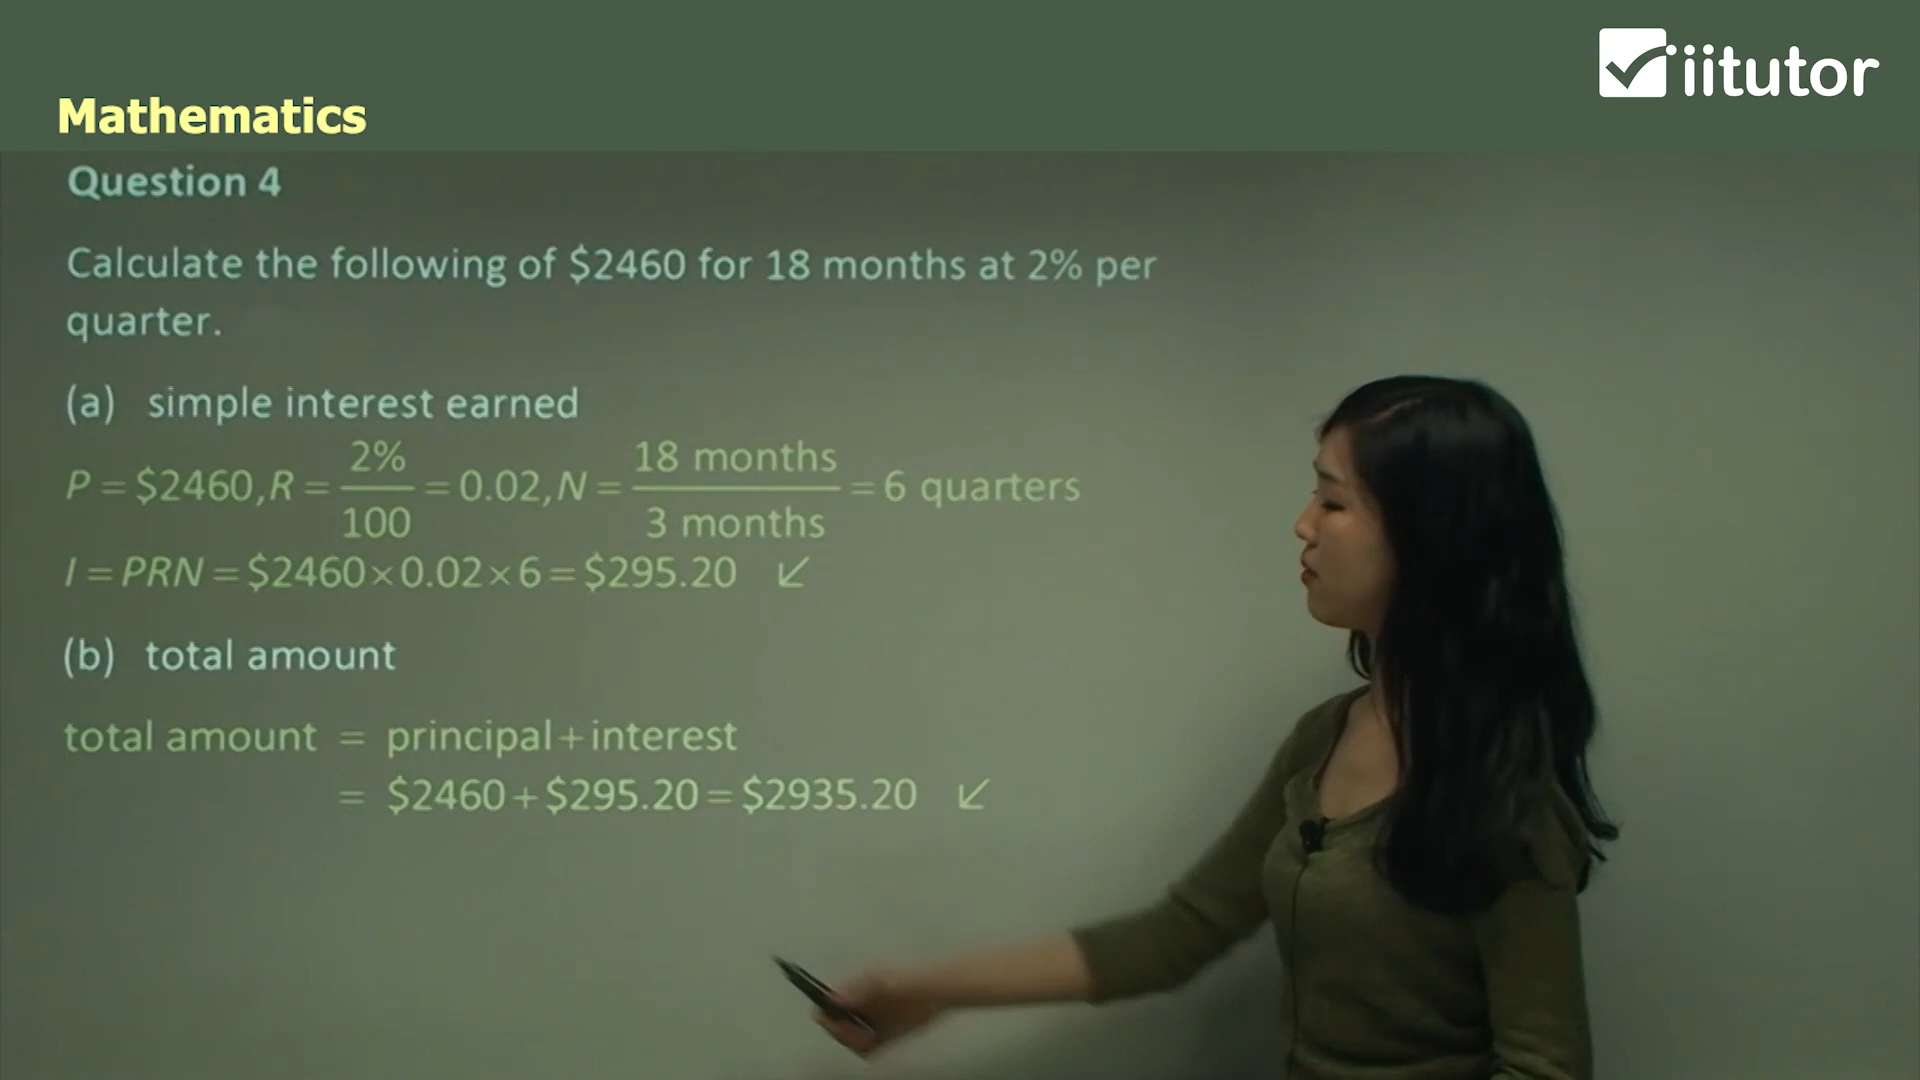 iitutor
Mathematics
Question 4
Calculate the following of $2460 for 18 months at 2% per
quarter.
(a) simple interest earned
P = $2460, R = 2%/100 = 0.02, N = 18 months/3 months = 6 quarters
I = PRN = $2460 × 0.02 × 6 = $295.20 ↙
(b) total amount
total amount = principal + interest
= $2460 + $295.20 = $2935.20 ↙